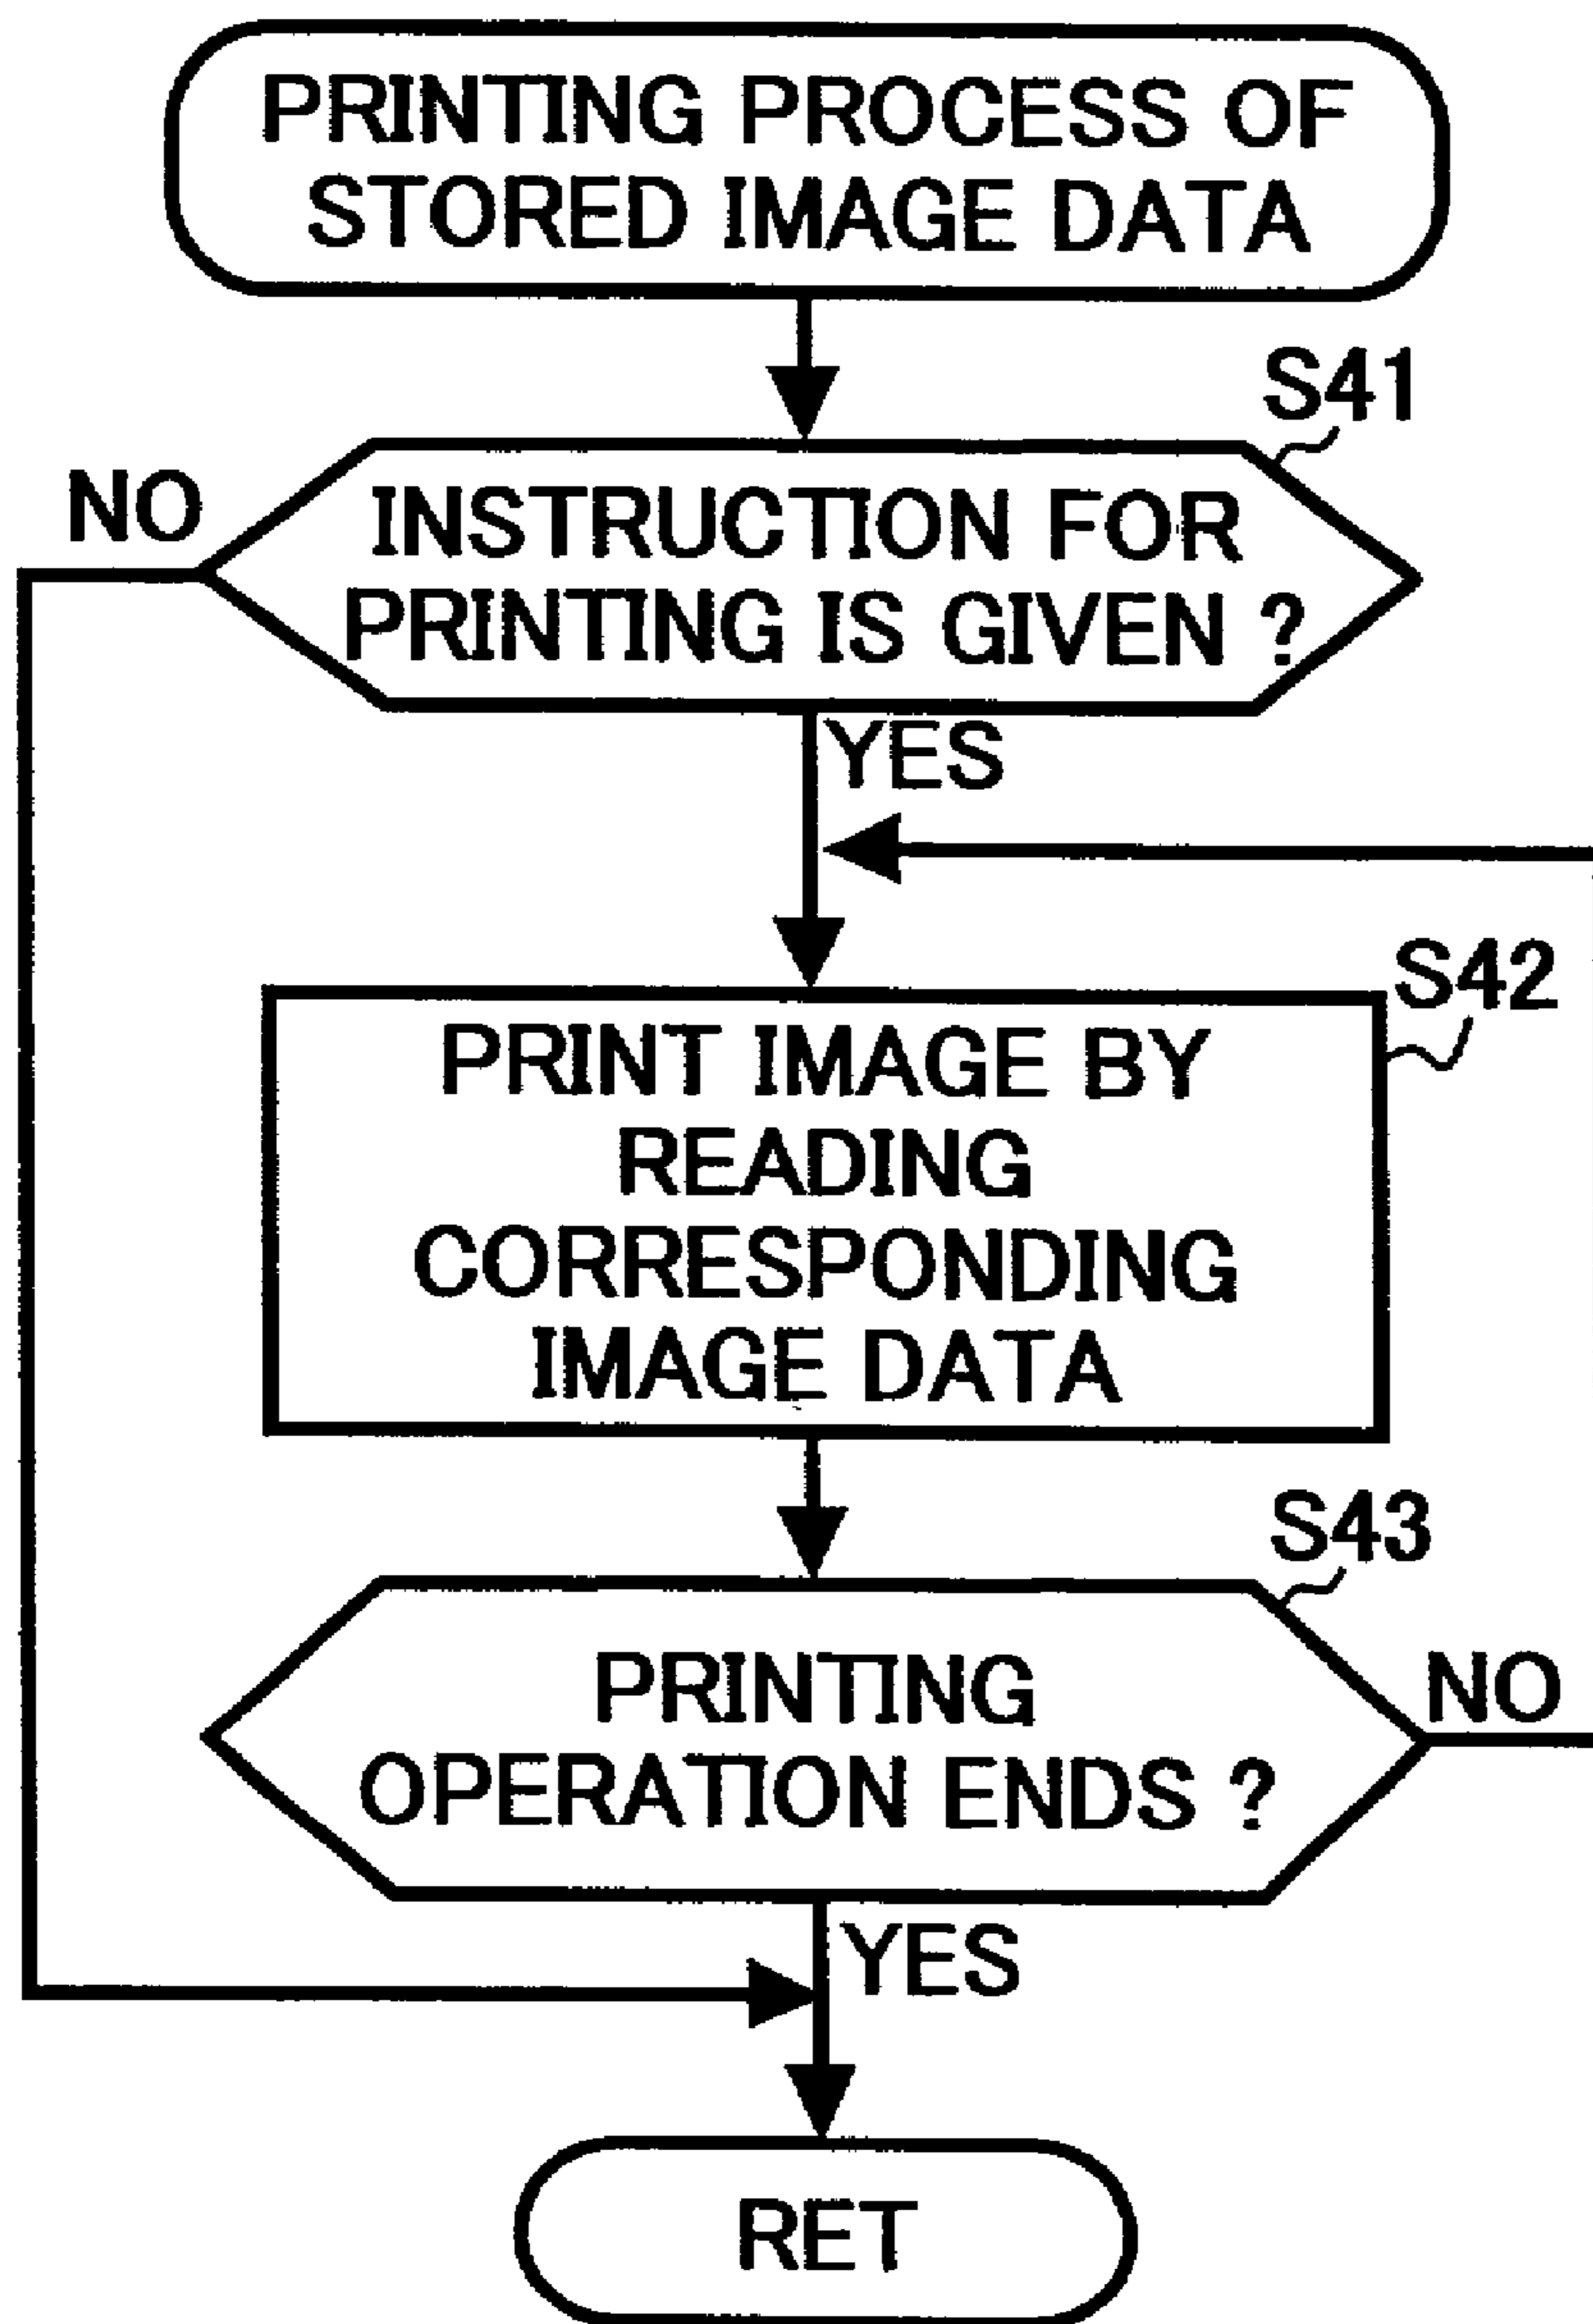 PRINTING PROCESS OF
STORED IMAGE DATA
S41
NO
INSTRUCTION FOR
PRINTING IS GIVEN ?
YES
S42
PRINT IMAGE BY
READING
CORRESPONDING
IMAGE DATA
S43
PRINTING
OPERATION ENDS ?
NO
YES
RET